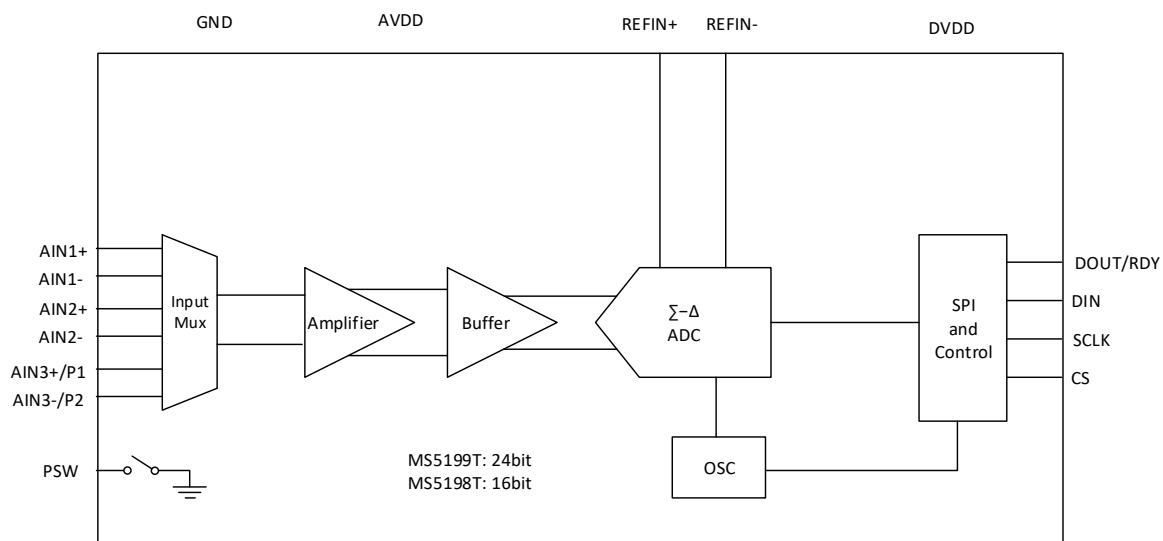 GND
AVDD
REFIN+
REFIN-
DVDD
AIN1+
AIN1-
AIN2+
AIN2-
AIN3+/P1
AIN3-/P2
PSW
Input
Mux
Amplifier
Buffer
∑−Δ
ADC
OSC
SPI
and
Control
DOUT/RDY
DIN
SCLK
CS
MS5199T: 24bit
MS5198T: 16bit